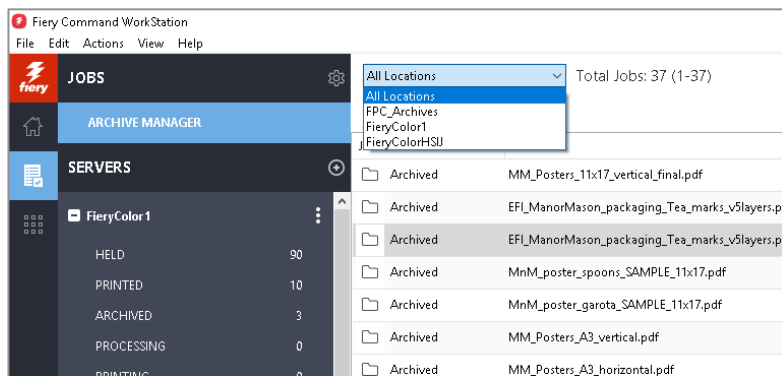 Fiery Command WorkStation
File Edit Actions View Help
fiery
JOBS
All Locations
Total Jobs: 37 (1-37)
All Locations
FPC_Archives
FieryColor1
FieryColorHSIJ
ARCHIVE MANAGER
SERVERS
FieryColor1
HELD 90
PRINTED 10
ARCHIVED 3
PROCESSING 0
Archived MM_Posters_11x17_vertical_final.pdf
Archived EFI_ManorMason_packaging_Tea_marks_v5layers.p
Archived EFI_ManorMason_packaging_Tea_marks_v5layers.p
Archived MnM_poster_spoons_SAMPLE_11x17.pdf
Archived MnM_poster_garota_SAMPLE_11x17.pdf
Archived MM_Posters_A3_vertical.pdf
Archived MM_Posters_A3_horizontal.pdf